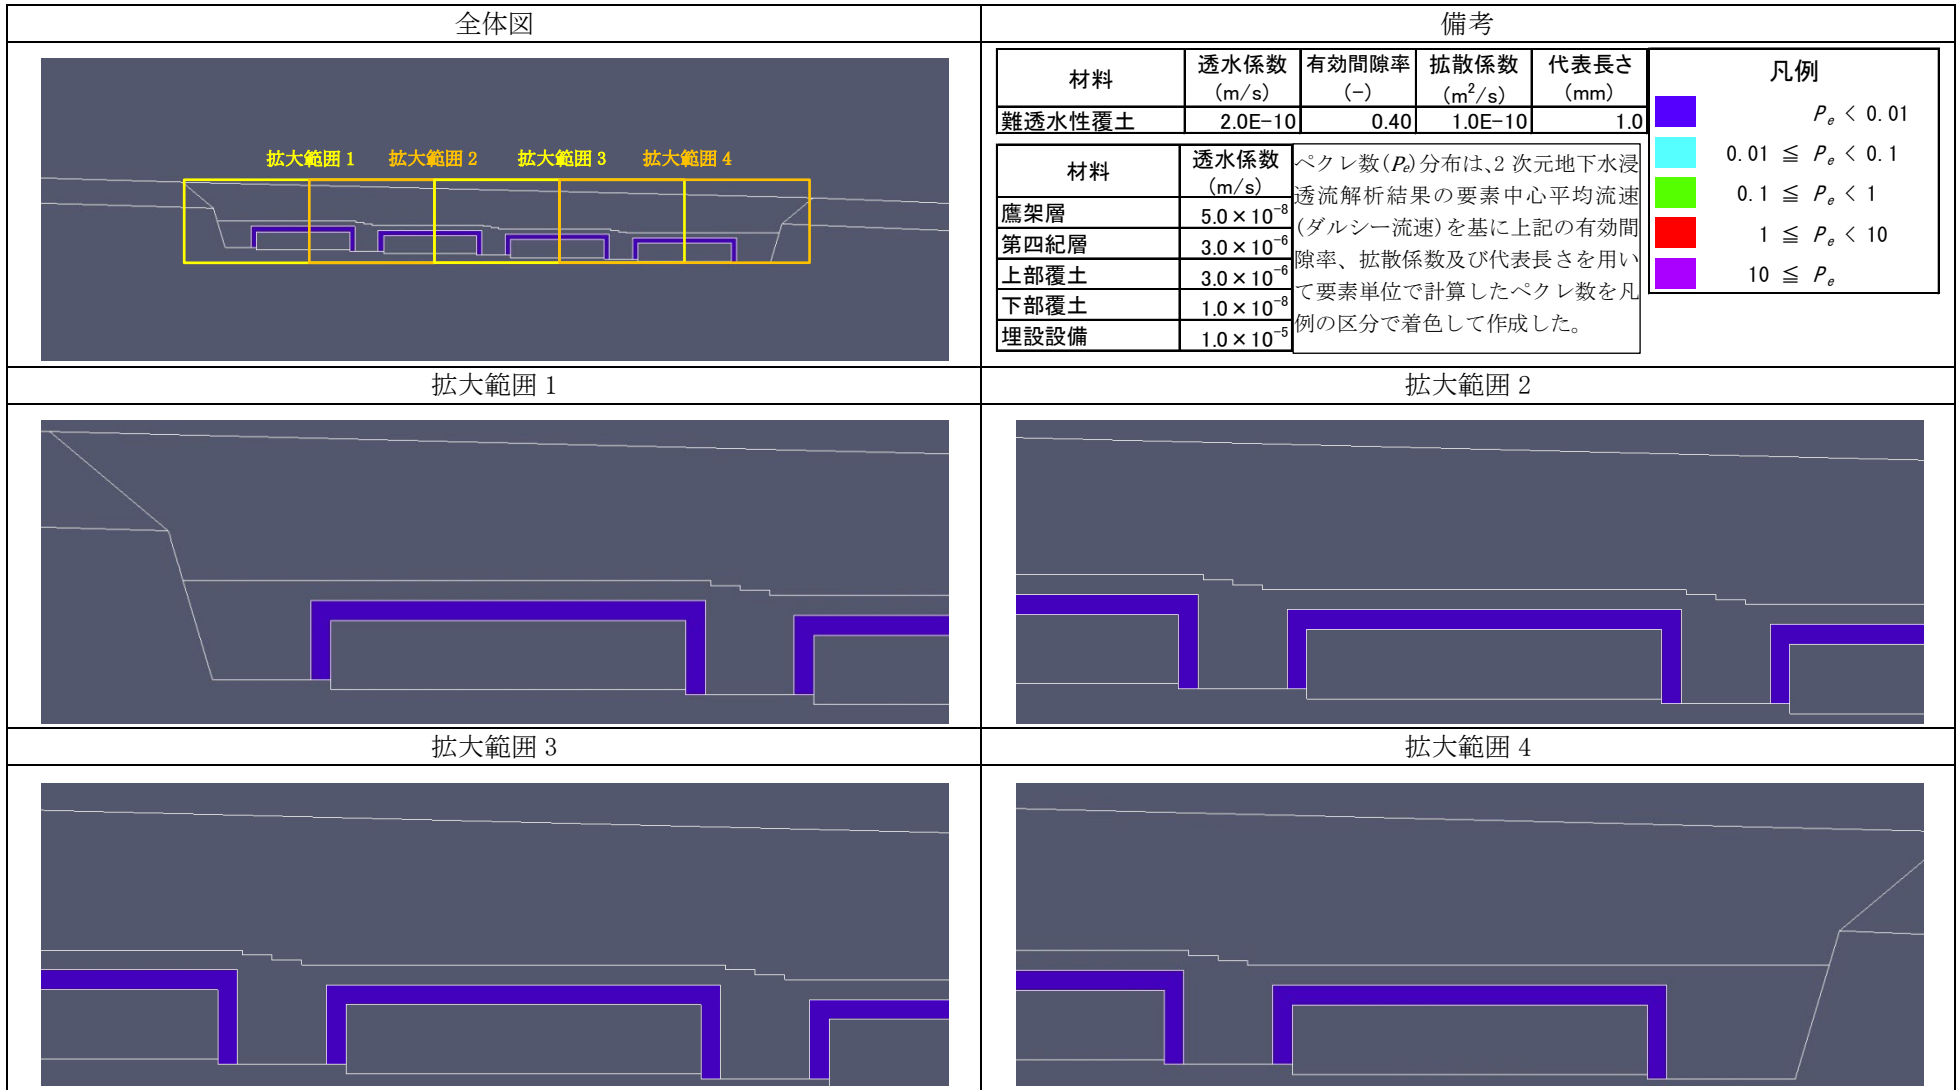 全体図
備考
拡大範囲 1
拡大範囲 2
拡大範囲 3
拡大範囲 4
材料 透水係数 (m/s) 有効間隙率 (-) 拡散係数 (m²/s) 代表長さ (mm)
難透水性覆土 2.0E-10 0.40 1.0E-10 1.0
材料 透水係数 (m/s)
鷹架層 5.0×10⁻⁸
第四紀層 3.0×10⁻⁶
上部覆土 3.0×10⁻⁶
下部覆土 1.0×10⁻⁸
埋設設備 1.0×10⁻⁵
ペクレ数(Pe)分布は、2 次元地下水浸
透流解析結果の要素中心平均流速
(ダルシー流速)を基に上記の有効間
隙率、拡散係数及び代表長さを用い
て要素単位で計算したペクレ数を凡
例の区分で着色して作成した。
凡例
Pe < 0.01
0.01 ≦ Pe < 0.1
0.1 ≦ Pe < 1
1 ≦ Pe < 10
10 ≦ Pe
拡大範囲 1
拡大範囲 2
拡大範囲 3
拡大範囲 4